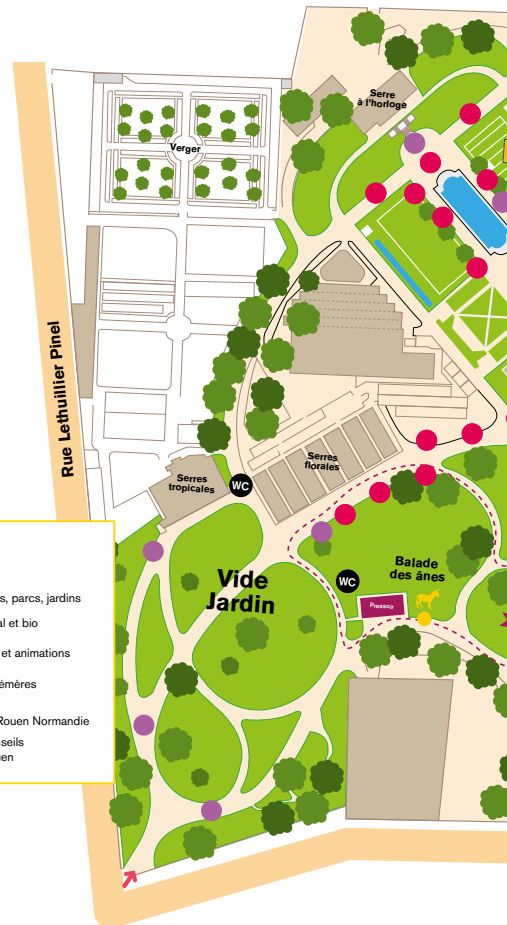 Serre
à l'horloge
Verger
Rue Lethuillier Pinel
Serres
florales
Serres
tropicales
WC
Vide
Jardin
WC
Balade
des ânes
Pressoir
s, parcs, jardins
al et bio
et animations
émères
Rouen Normandie
seils
en